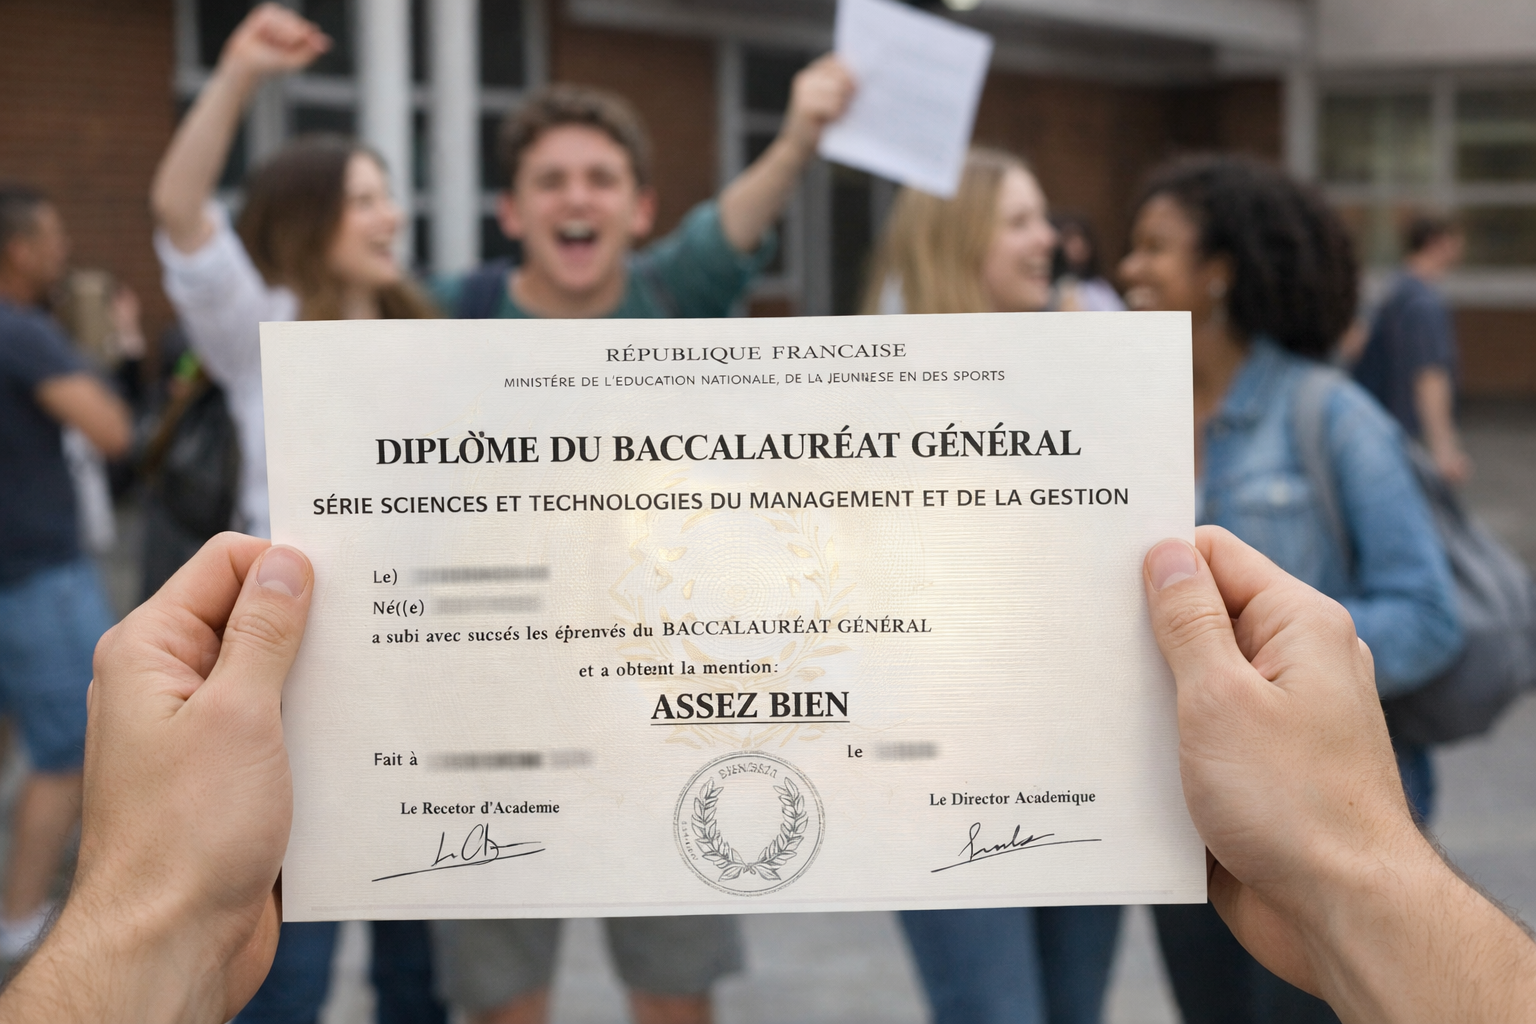 RÉPUBLIQUE FRANCAISE
MINISTÉRE DE L'EDUCATION NATIONALE, DE LA JEUNNESE EN DES SPORTS
DIPLÔME DU BACCALAURÉAT GÉNÉRAL
SÉRIE SCIENCES ET TECHNOLOGIES DU MANAGEMENT ET DE LA GESTION
Le)
Né((e)
a subi avec succés les éprenvés du BACCALAURÉAT GÉNÉRAL
et a obtent la mention:
ASSEZ BIEN
Fait à
le
Le Recetor d'Academie
Le Director Academique